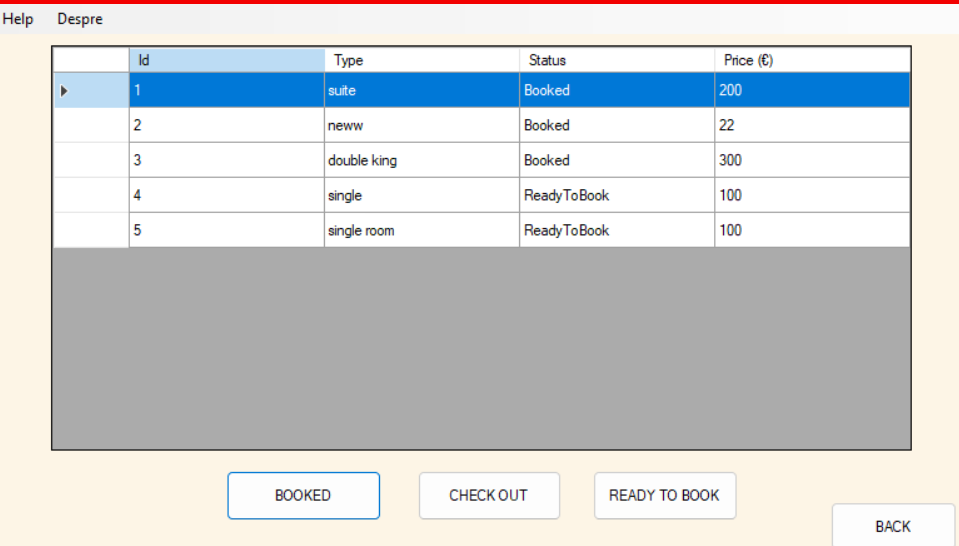 Help Despre
Id Type Status Price (€)
1 suite Booked 200
2 neww Booked 22
3 double king Booked 300
4 single ReadyToBook 100
5 single room ReadyToBook 100
BOOKED CHECK OUT READY TO BOOK
BACK